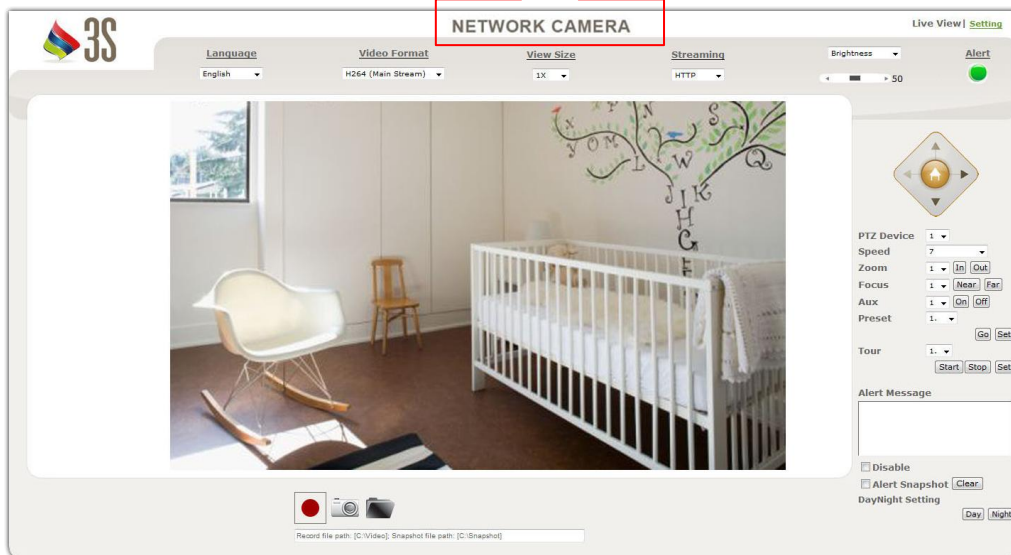 NETWORK CAMERA
3S
Live View| Setting
Language Video Format View Size Streaming Brightness Alert
English H264 (Main Stream) 1X HTTP 50
X Y O M L N S W Q
J I K
H
G
PTZ Device 1
Speed 7
Zoom 1 In Out
Focus 1 Near Far
Aux 1 On Off
Preset 1.
Go Set
Tour 1.
Start Stop Set
Alert Message
Disable
Alert Snapshot Clear
DayNight Setting
Day Night
Record file path: [C:\Video]; Snapshot file path: [C:\Snapshot]